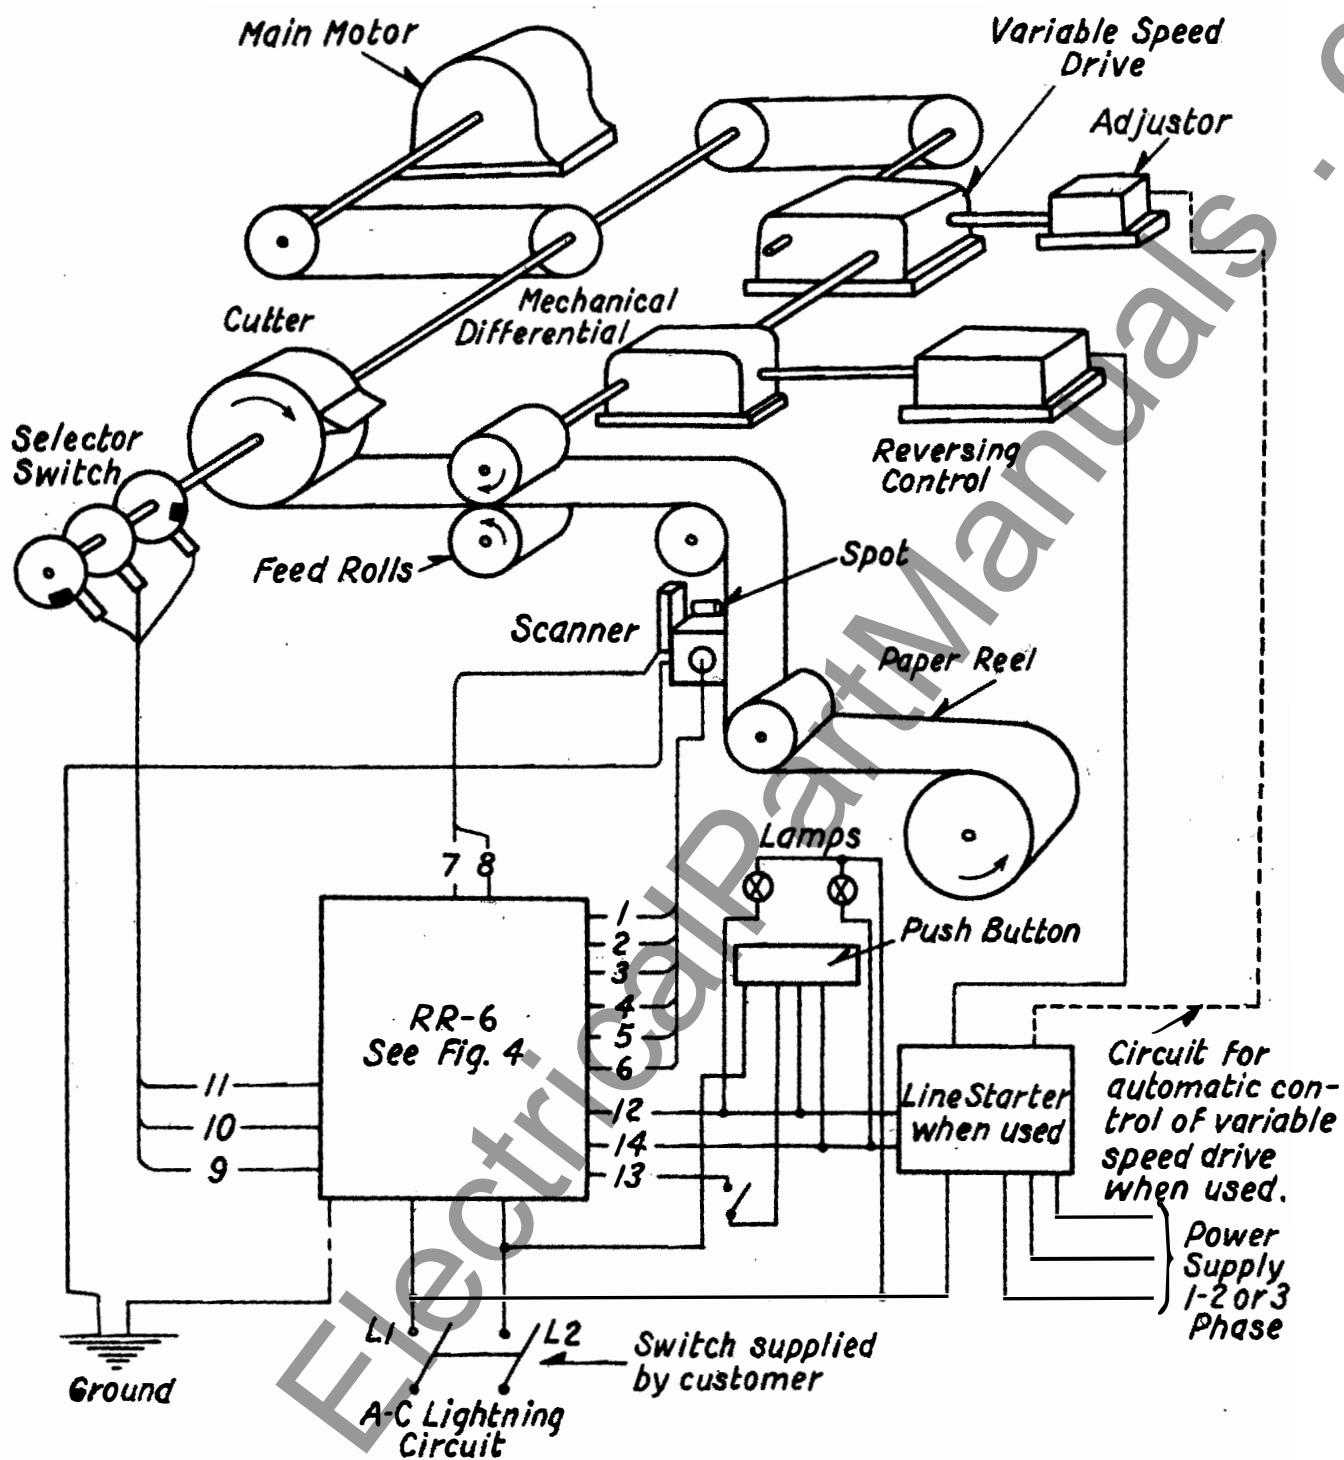 Main Motor
Variable Speed
Drive
Adjustor
Cutter
Mechanical
Differential
Selector
Switch
Reversing
Control
Feed Rolls
Spot
Scanner
Paper Reel
7 8
Lamps
Push Button
1
2
3
4
5
6
12
14
13
RR-6
See Fig. 4
11
10
9
Line Starter
when used
Circuit for
automatic con-
trol of variable
speed drive
when used.
Power
Supply
1-2 or 3
Phase
L1
L2
Switch supplied
by customer
Ground
A-C Lightning
Circuit
ElectricalPartManuals . c